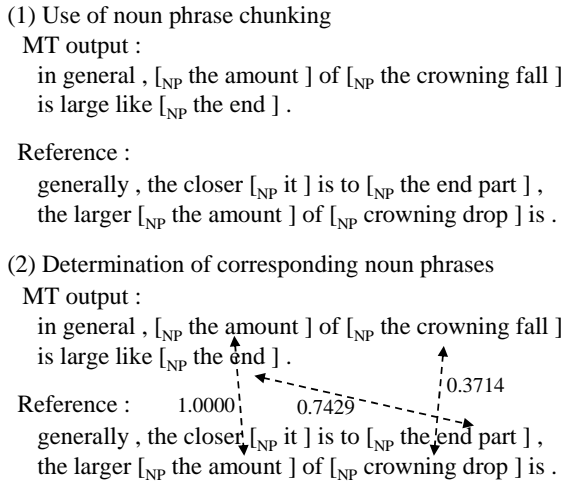 (1) Use of noun phrase chunking
MT output :
in general , [NP the amount ] of [NP the crowning fall ]
is large like [NP the end ] .
Reference :
generally , the closer [NP it ] is to [NP the end part ] ,
the larger [NP the amount ] of [NP crowning drop ] is .
(2) Determination of corresponding noun phrases
MT output :
in general , [NP the amount ] of [NP the crowning fall ]
is large like [NP the end ] .
0.3714
Reference : 1.0000 0.7429
generally , the closer [NP it ] is to [NP the end part ] ,
the larger [NP the amount ] of [NP crowning drop ] is .